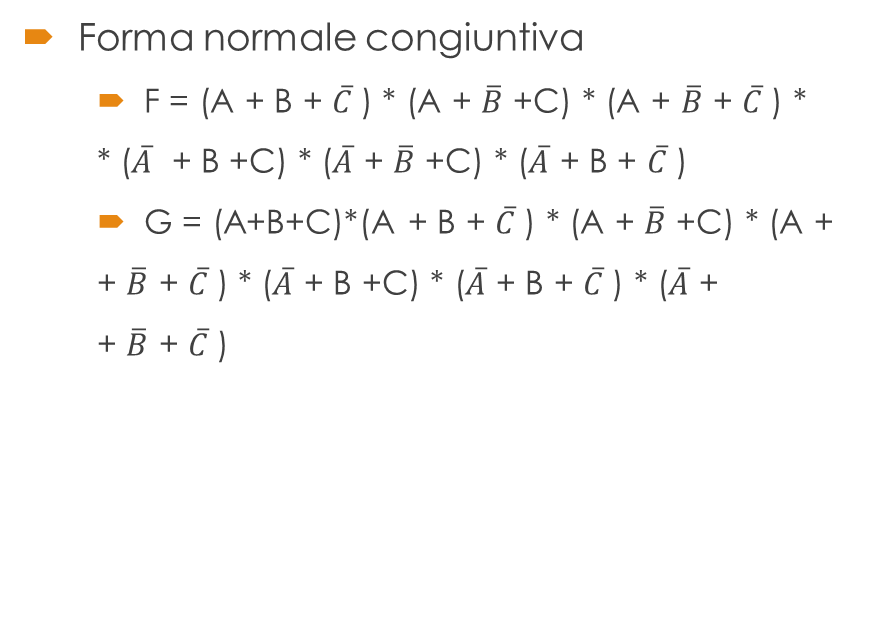 Forma normale congiuntiva
F = (A + B + C̄ ) * (A + B̄ +C) * (A + B̄ + C̄ ) *
* (Ā + B +C) * (Ā + B̄ +C) * (Ā + B + C̄ )
G = (A+B+C)*(A + B + C̄ ) * (A + B̄ +C) * (A +
+ B̄ + C̄ ) * (Ā + B +C) * (Ā + B + C̄ ) * (Ā +
+ B̄ + C̄ )